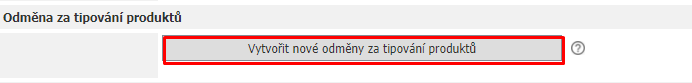 Odměna za tipování produktů
Vytvořit nové odměny za tipování produktů
?